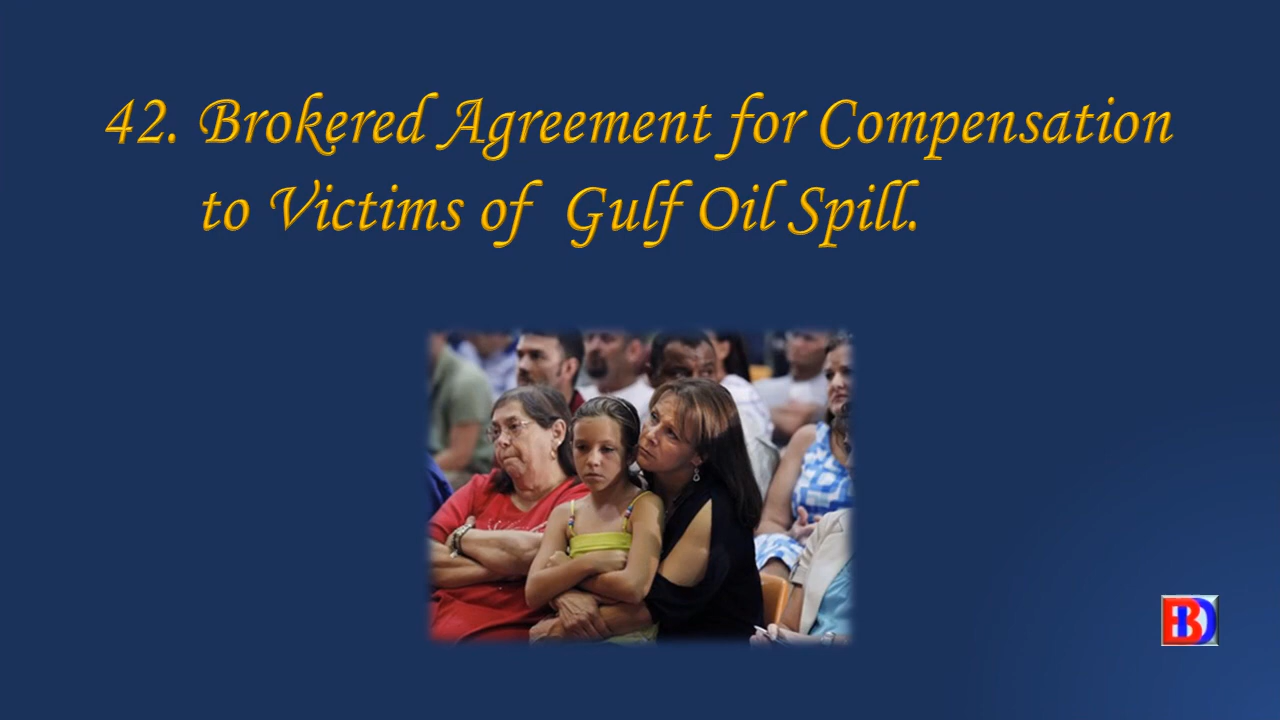 42. Brokered Agreement for Compensation
to Victims of Gulf Oil Spill.